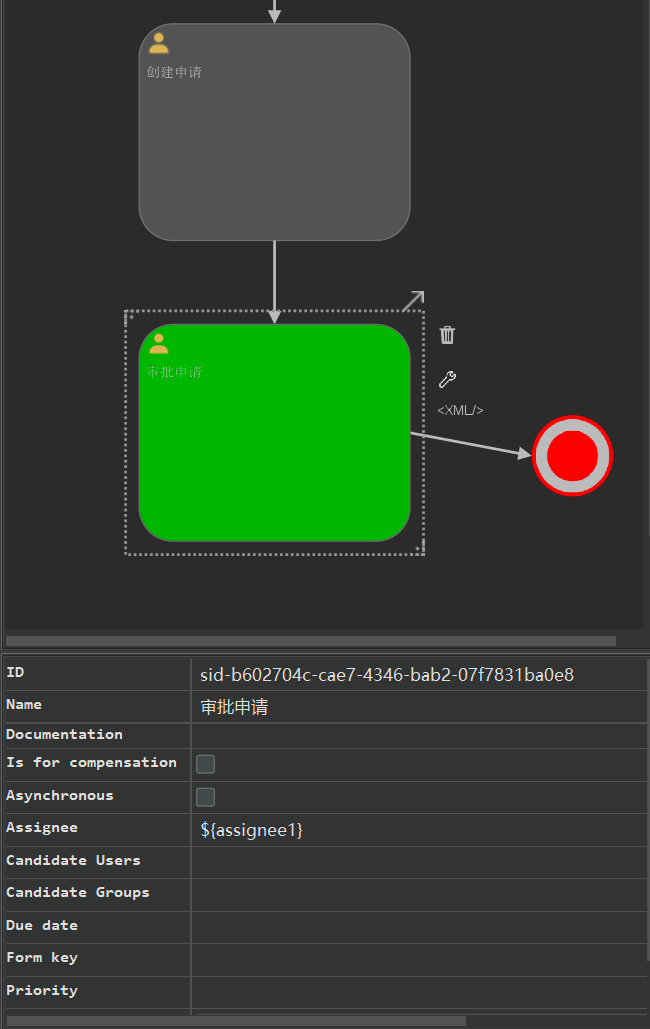 创建申请
审批申请
<XML/>
ID
sid-b602704c-cae7-4346-bab2-07f7831ba0e8
Name
审批申请
Documentation
Is for compensation
Asynchronous
Assignee
${assignee1}
Candidate Users
Candidate Groups
Due date
Form key
Priority